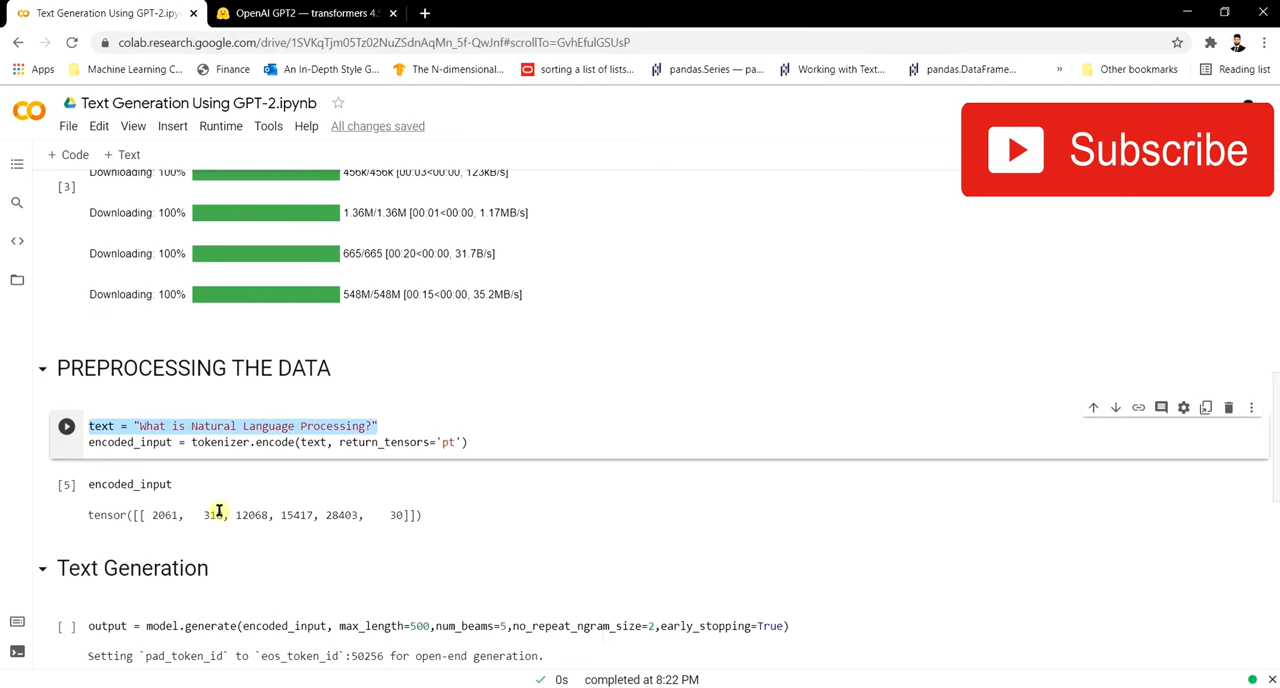 Text Generation Using GPT-2.ipyn
OpenAI GPT2 — transformers 4.
colab.research.google.com/drive/1SVKqTjm05Tz02NuZSdnAqMn_5f-QwJnf#scrollTo=GvhEfulGSUsP
Apps Machine Learning C... Finance An In-Depth Style G... The N-dimensional... sorting a list of lists... pandas.Series — pa... Working with Text... pandas.DataFrame... » Other bookmarks Reading list
Text Generation Using GPT-2.ipynb
File Edit View Insert Runtime Tools Help All changes saved
Subscribe
+ Code + Text
Downloading: 100% 456k/456k [00:03<00:00, 123kB/s]
[3]
Downloading: 100% 1.36M/1.36M [00:01<00:00, 1.17MB/s]
Downloading: 100% 665/665 [00:20<00:00, 31.7B/s]
Downloading: 100% 548M/548M [00:15<00:00, 35.2MB/s]
PREPROCESSING THE DATA
text = "What is Natural Language Processing?"
encoded_input = tokenizer.encode(text, return_tensors='pt')
[5] encoded_input
tensor([[ 2061, 318, 12068, 15417, 28403, 30]])
Text Generation
[ ] output = model.generate(encoded_input, max_length=500,num_beams=5,no_repeat_ngram_size=2,early_stopping=True)
Setting `pad_token_id` to `eos_token_id`:50256 for open-end generation.
0s completed at 8:22 PM